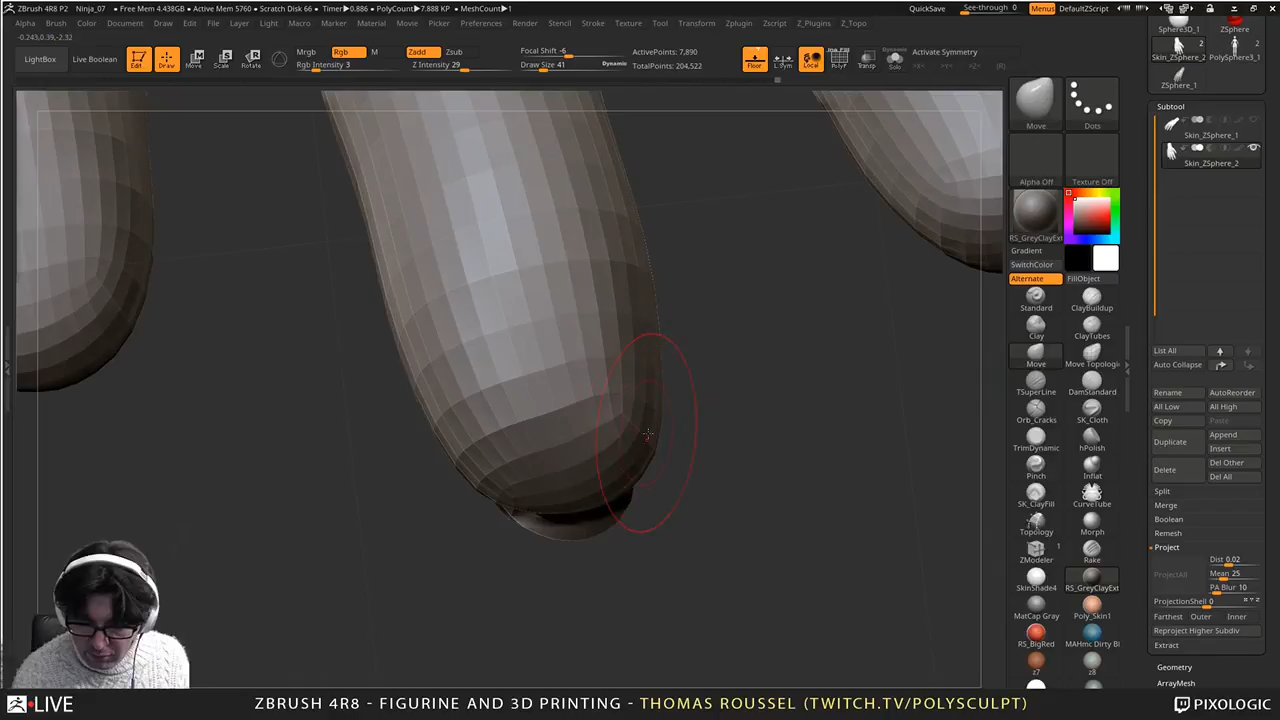 ZBrush 4R8 P2 Ninja_07 • Free Mem 4.438GB • Active Mem 5760 • Scratch Disk 66 • Timer▶0.886 • PolyCount▶7.888 KP • MeshCount▶1
QuickSave See-through 0 Menus DefaultZScript
Alpha Brush Color Document Draw Edit File Layer Light Macro Marker Material Movie Picker Preferences Render Stencil Stroke Texture Tool Transform Zplugin Zscript Z_Plugins Z_Topo
-0.243,0.39,-2.32
LightBox Live Boolean Edit Draw Move Scale Rotate
Mrgb Rgb M
Rgb Intensity 3
Zadd Zsub
Z Intensity 29
Focal Shift -6
Draw Size 41 Dynamic
ActivePoints: 7,890
TotalPoints: 204,522
Floor L.Sym Local PolyF Transp
Dynamic
Solo
Activate Symmetry
(R)
Move Dots
Alpha Off Texture Off
RS_GreyClayExt
Gradient
SwitchColor
Alternate FillObject
Standard ClayBuildup
Clay ClayTubes
Move Move Topologic
TSuperLine DamStandard
Orb_Cracks SK_Cloth
TrimDynamic hPolish
Pinch Inflat
SK_ClayFill CurveTube
Topology Morph
1
ZModeler Rake
SkinShade4 RS_GreyClayExt
MatCap Gray Poly_Skin1
RS_BigRed MAHmc Dirty Bl
z7 z8
Sphere3D_1 ZSphere
2 2
Skin_ZSphere_2 PolySphere3_1
ZSphere_1
Subtool
Skin_ZSphere_1
Skin_ZSphere_2
List All
Auto Collapse
Rename AutoReorder
All Low All High
Copy Paste
Duplicate Append
Insert
Delete Del Other
Del All
Split
Merge
Boolean
Remesh
Project
ProjectAll Dist 0.02
Mean 25
PA Blur 10
ProjectionShell 0
Farthest Outer Inner
Reproject Higher Subdiv
Extract
Geometry
ArrayMesh
LIVE ZBRUSH 4R8 - FIGURINE AND 3D PRINTING - THOMAS ROUSSEL (TWITCH.TV/POLYSCULPT) PIXOLOGIC